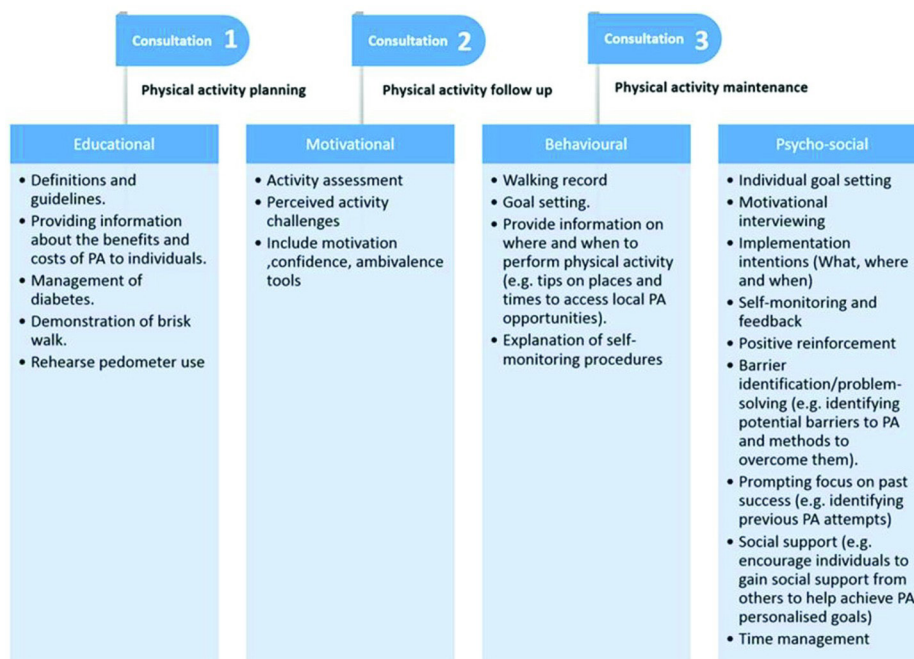 Consultation 1
Consultation 2
Consultation 3
Physical activity planning
Physical activity follow up
Physical activity maintenance
Educational
• Definitions and
guidelines.
• Providing information
about the benefits and
costs of PA to individuals.
• Management of
diabetes.
• Demonstration of brisk
walk.
• Rehearse pedometer use
Motivational
• Activity assessment
• Perceived activity
challenges
• Include motivation
,confidence, ambivalence
tools
Behavioural
• Walking record
• Goal setting.
• Provide information on
where and when to
perform physical activity
(e.g. tips on places and
times to access local PA
opportunities).
• Explanation of self-
monitoring procedures
Psycho-social
• Individual goal setting
• Motivational
interviewing
• Implementation
intentions (What, where
and when)
• Self-monitoring and
feedback
• Positive reinforcement
• Barrier
identification/problem-
solving (e.g. identifying
potential barriers to PA
and methods to
overcome them).
• Prompting focus on past
success (e.g. identifying
previous PA attempts)
• Social support (e.g.
encourage individuals to
gain social support from
others to help achieve PA
personalised goals)
• Time management